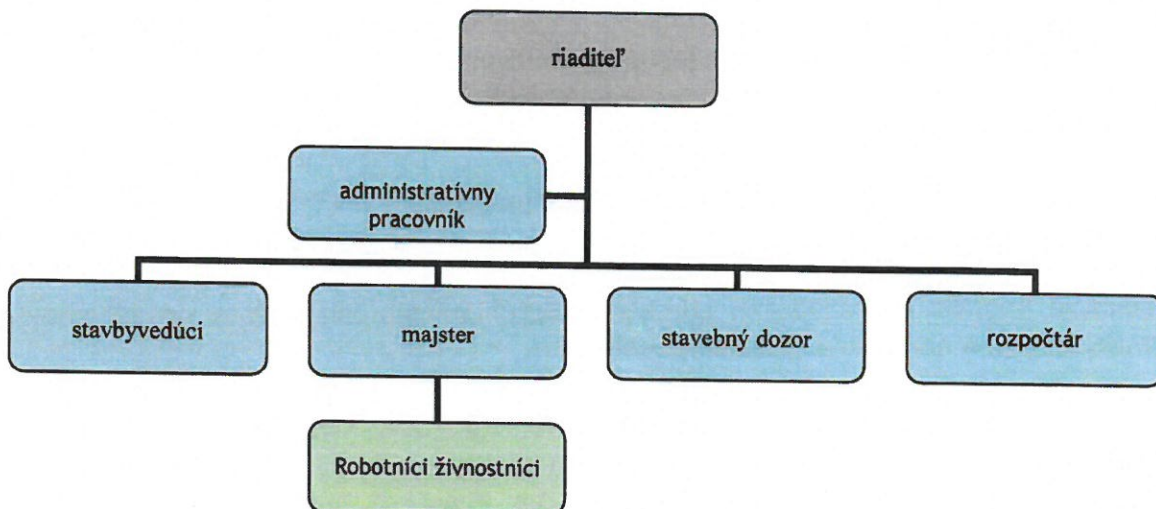 riaditeľ
administratívny
pracovník
stavbyvedúci
majster
stavebný dozor
rozpočtár
Robotníci živnostníci